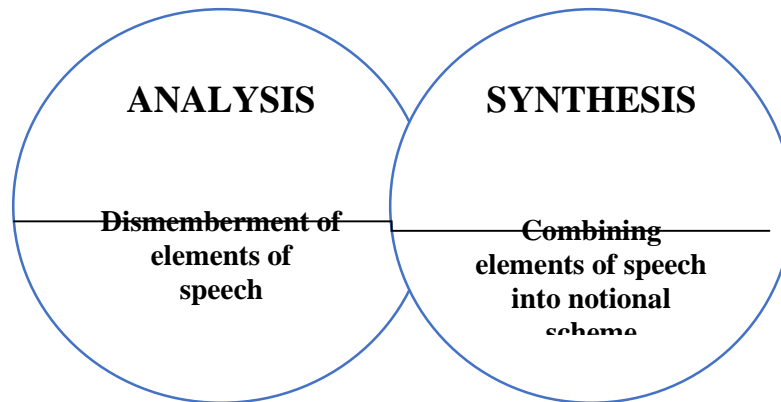 ANALYSIS
Dismemberment of
elements of
speech
SYNTHESIS
Combining
elements of speech
into notional
scheme